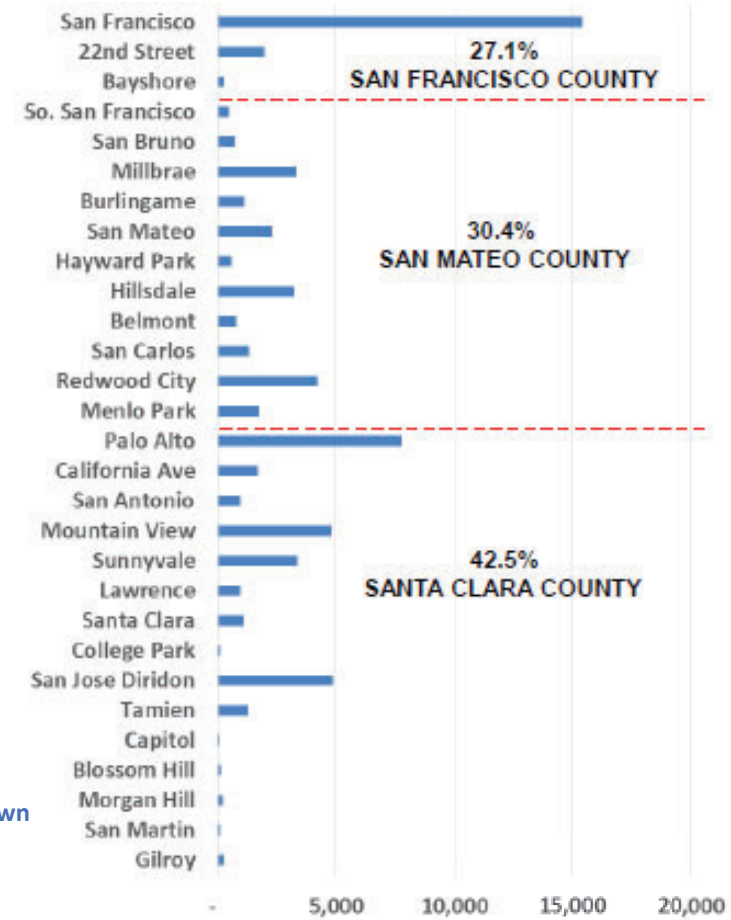 San Francisco
22nd Street
27.1%
Bayshore
SAN FRANCISCO COUNTY
So. San Francisco
San Bruno
Millbrae
Burlingame
San Mateo
30.4%
Hayward Park
SAN MATEO COUNTY
Hillsdale
Belmont
San Carlos
Redwood City
Menlo Park
Palo Alto
California Ave
San Antonio
Mountain View
Sunnyvale
42.5%
Lawrence
SANTA CLARA COUNTY
Santa Clara
College Park
San Jose Diridon
Tamien
Capitol
Blossom Hill
Morgan Hill
wn
San Martin
Gilroy
- 5,000 10,000 15,000 20,000